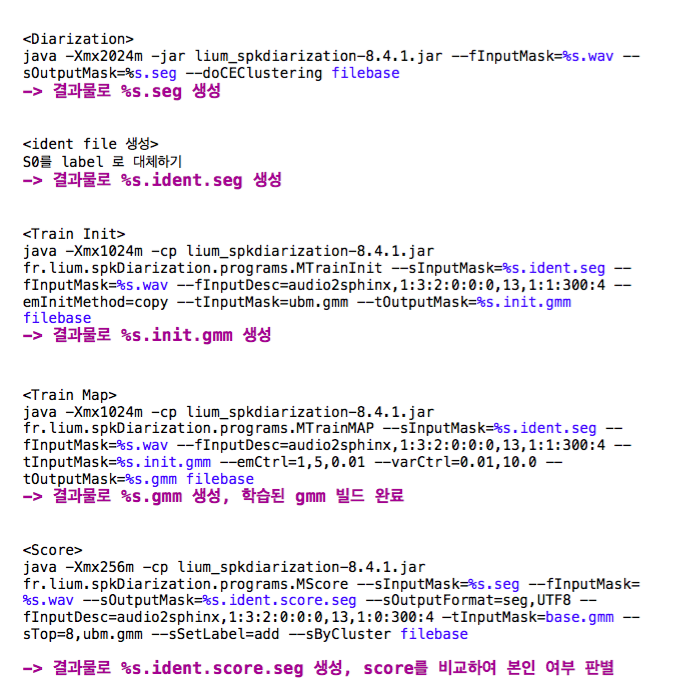 <Diarization>
java -Xmx2024m -jar lium_spkdiarization-8.4.1.jar --fInputMask=%s.wav --
sOutputMask=%s.seg --doCEClustering filebase
-> 결과물로 %s.seg 생성
<ident file 생성>
S0를 label 로 대체하기
-> 결과물로 %s.ident.seg 생성
<Train Init>
java -Xmx1024m -cp lium_spkdiarization-8.4.1.jar
fr.lium.spkDiarization.programs.MTrainInit --sInputMask=%s.ident.seg --
fInputMask=%s.wav --fInputDesc=audio2sphinx,1:3:2:0:0:0,13,1:1:300:4 --
emInitMethod=copy --tInputMask=ubm.gmm --tOutputMask=%s.init.gmm
filebase
-> 결과물로 %s.init.gmm 생성
<Train Map>
java -Xmx1024m -cp lium_spkdiarization-8.4.1.jar
fr.lium.spkDiarization.programs.MTrainMAP --sInputMask=%s.ident.seg --
fInputMask=%s.wav --fInputDesc=audio2sphinx,1:3:2:0:0:0,13,1:1:300:4 --
tInputMask=%s.init.gmm --emCtrl=1,5,0.01 --varCtrl=0.01,10.0 --
tOutputMask=%s.gmm filebase
-> 결과물로 %s.gmm 생성, 학습된 gmm 빌드 완료
<Score>
java -Xmx256m -cp lium_spkdiarization-8.4.1.jar
fr.lium.spkDiarization.programs.MScore --sInputMask=%s.seg --fInputMask=
%s.wav --sOutputMask=%s.ident.score.seg --sOutputFormat=seg,UTF8 --
fInputDesc=audio2sphinx,1:3:2:0:0:0,13,1:0:300:4 —tInputMask=base.gmm --
sTop=8,ubm.gmm --sSetLabel=add --sByCluster filebase
-> 결과물로 %s.ident.score.seg 생성, score를 비교하여 본인 여부 판별